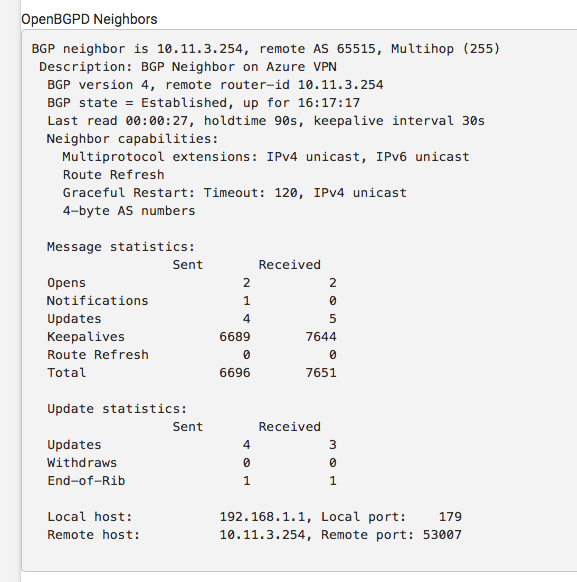 OpenBGPD Neighbors
BGP neighbor is 10.11.3.254, remote AS 65515, Multihop (255)
Description: BGP Neighbor on Azure VPN
BGP version 4, remote router-id 10.11.3.254
BGP state = Established, up for 16:17:17
Last read 00:00:27, holdtime 90s, keepalive interval 30s
Neighbor capabilities:
Multiprotocol extensions: IPv4 unicast, IPv6 unicast
Route Refresh
Graceful Restart: Timeout: 120, IPv4 unicast
4-byte AS numbers
Message statistics:
Sent Received
Opens 2 2
Notifications 1 0
Updates 4 5
Keepalives 6689 7644
Route Refresh 0 0
Total 6696 7651
Update statistics:
Sent Received
Updates 4 3
Withdraws 0 0
End-of-Rib 1 1
Local host: 192.168.1.1, Local port: 179
Remote host: 10.11.3.254, Remote port: 53007